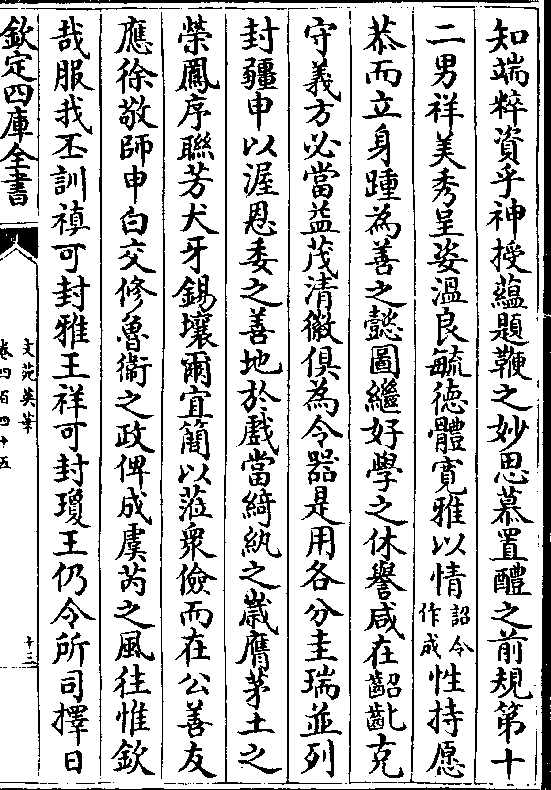 知端粹資乎神授蘊題鞭之妙思慕置醴之前規第十
二男祥美秀呈姿溫良毓徳體寛雅以情詔令作成性持愿
恭而立身踵為善之懿圖繼好學之休譽咸在齠齔克
守義方必當益茂清徽俱為令器是用各分圭瑞並列
封疆申以渥恩委之善地於戲當綺紈之歳膺茅土之
榮鳳序聯芳犬牙錫壤爾宜簡以蒞衆儉而在公善友
應徐敬師申白交修魯衛之政俾成虞芮之風往惟欽
哉服我丕訓禛可封雅王祥可封瓊王仍令所司擇日
欽定四庫全書
文苑英華
卷四百四十五
十三